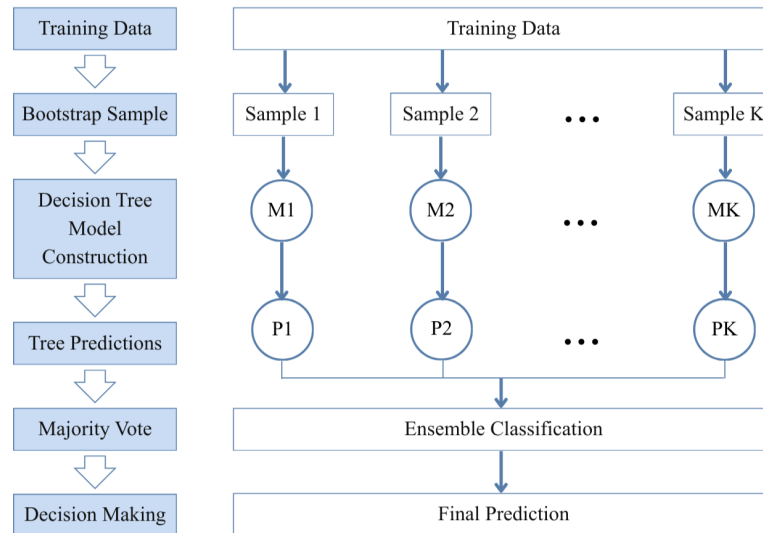 Training Data
Bootstrap Sample
Decision Tree
Model
Construction
Tree Predictions
Majority Vote
Decision Making
Training Data
Sample 1
Sample 2
...
Sample K
M1
M2
...
MK
P1
P2
...
PK
Ensemble Classification
Final Prediction